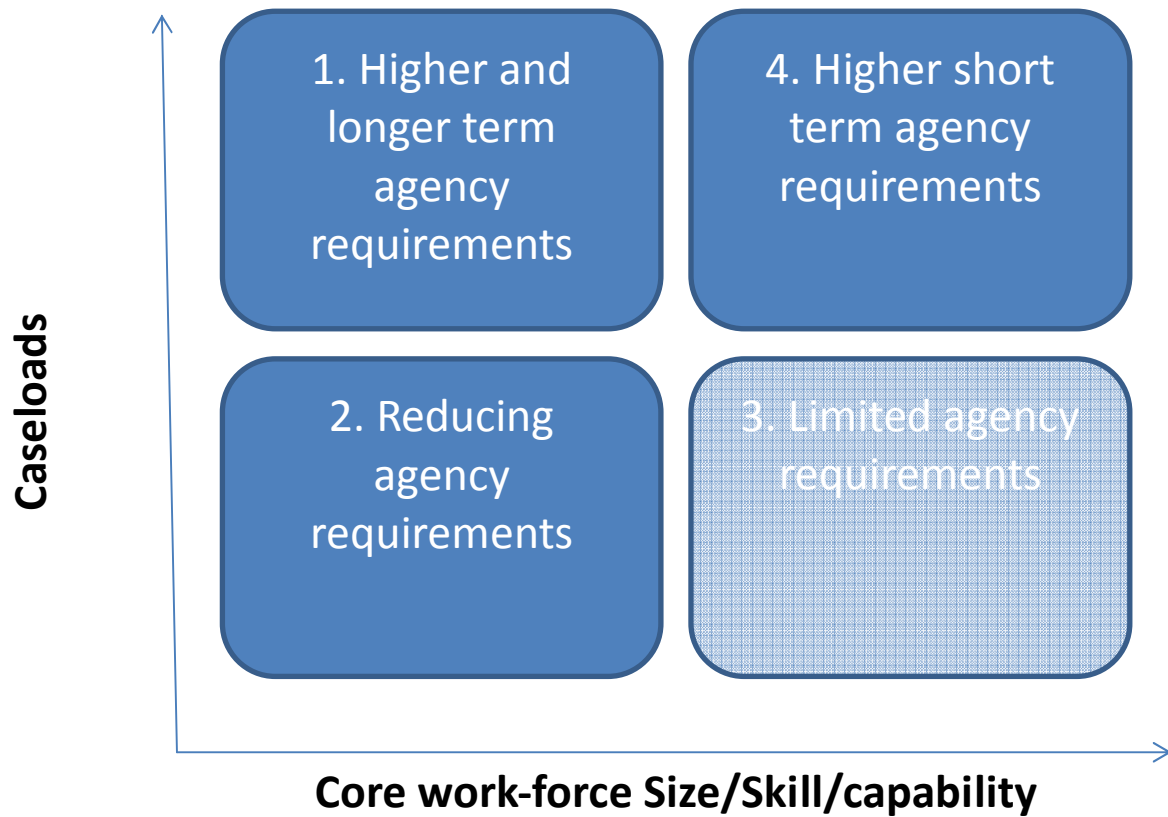 1. Higher and
longer term
agency
requirements
4. Higher short
term agency
requirements
Caseloads
2. Reducing
agency
requirements
3. Limited agency
requirements
Core work-force Size/Skill/capability